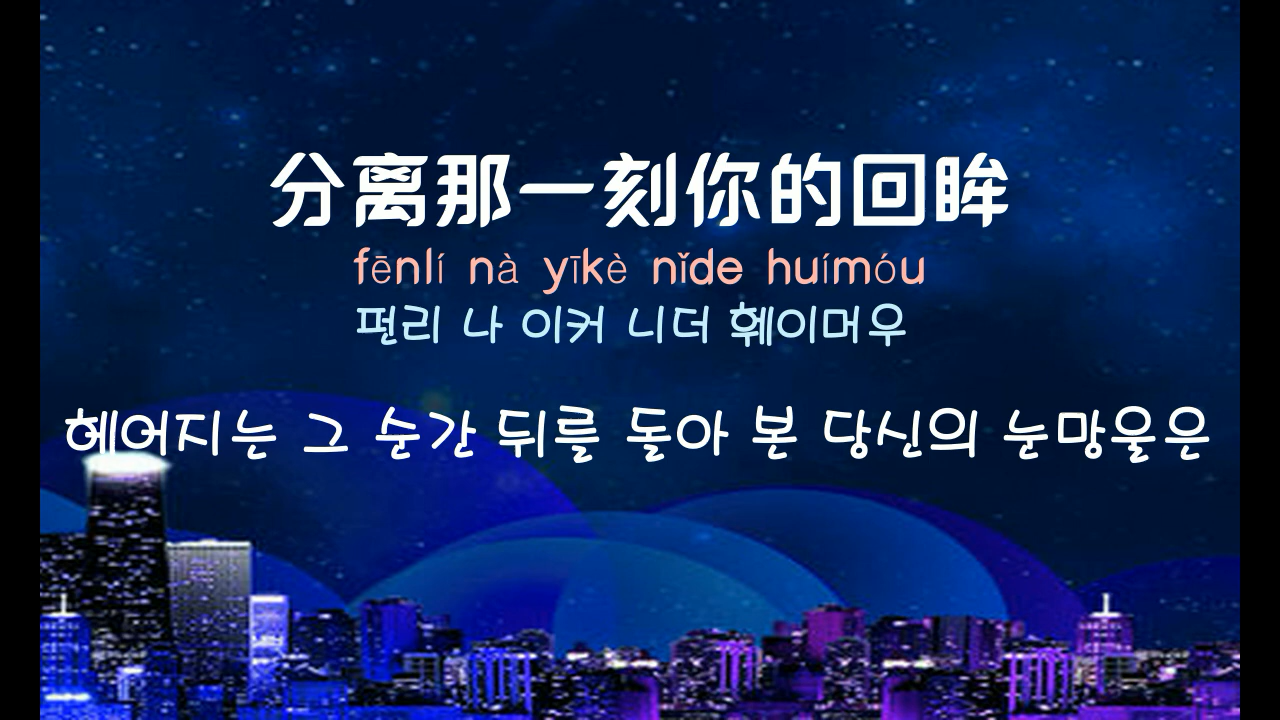 分离那一刻你的回眸
fēnlí nà yīkè nǐde huímóu
펀리 나 이커 니더 훼이머우
헤어지는 그 순간 뒤를 돌아 본 당신의 눈망울은